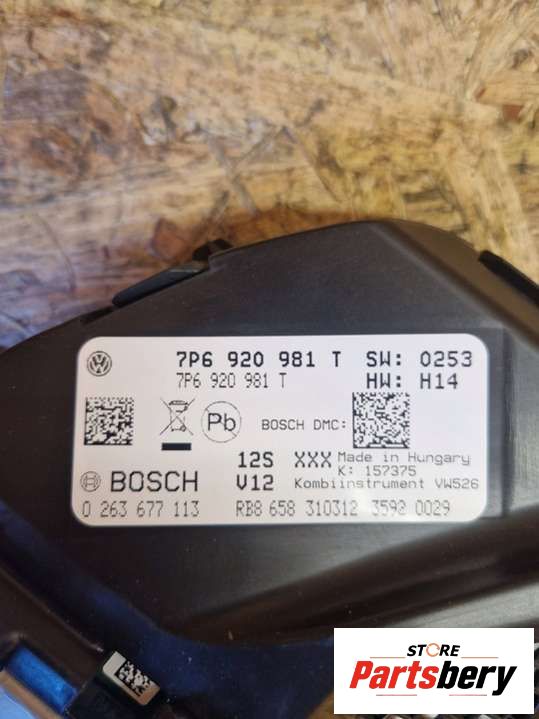 7P6 920 981 T SW: 0253
7P6 920 981 T HW: H14
Pb
BOSCH DMC:
12S XXX Made in Hungary
K: 157375
BOSCH V12 Kombiinstrument VW526
0 263 677 113 RB8 658 310312 3592 0029
STORE
Partsbery